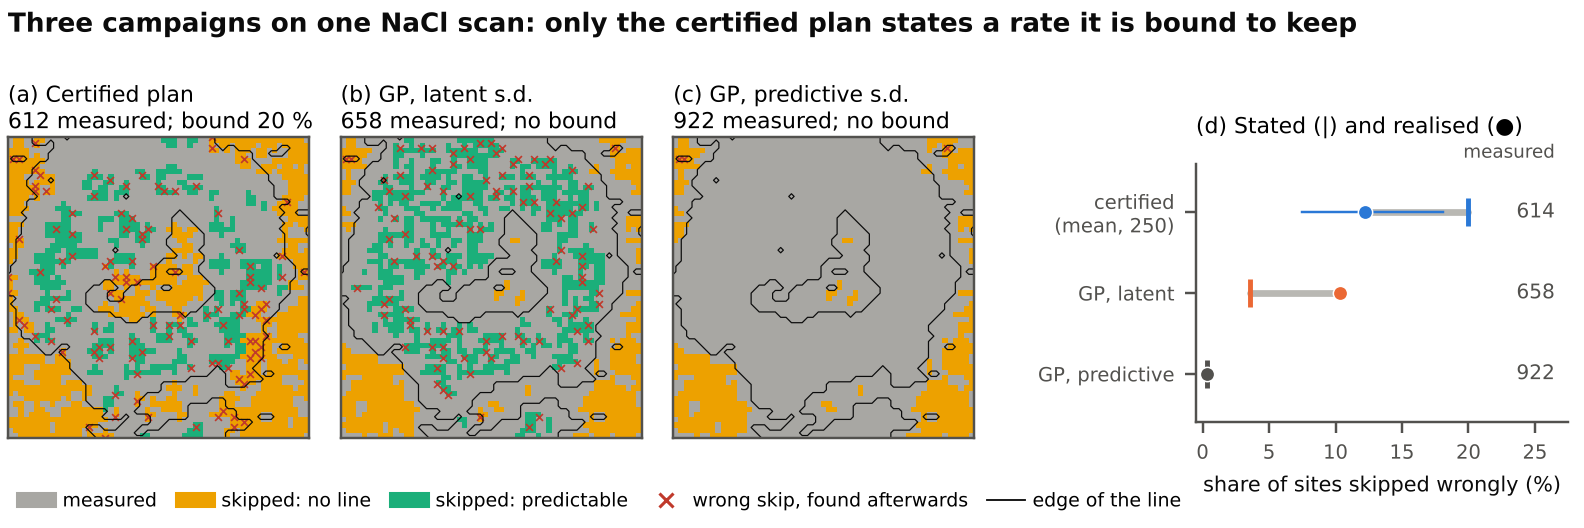 Three campaigns on one NaCl scan: only the certified plan states a rate it is bound to keep
(a) Certified plan
612 measured; bound 20 %
(b) GP, latent s.d.
658 measured; no bound
(c) GP, predictive s.d.
922 measured; no bound
(d) Stated (|) and realised (●)
measured
certified
(mean, 250)
614
GP, latent
658
GP, predictive
922
0 5 10 15 20 25
share of sites skipped wrongly (%)
measured
skipped: no line
skipped: predictable
wrong skip, found afterwards
edge of the line